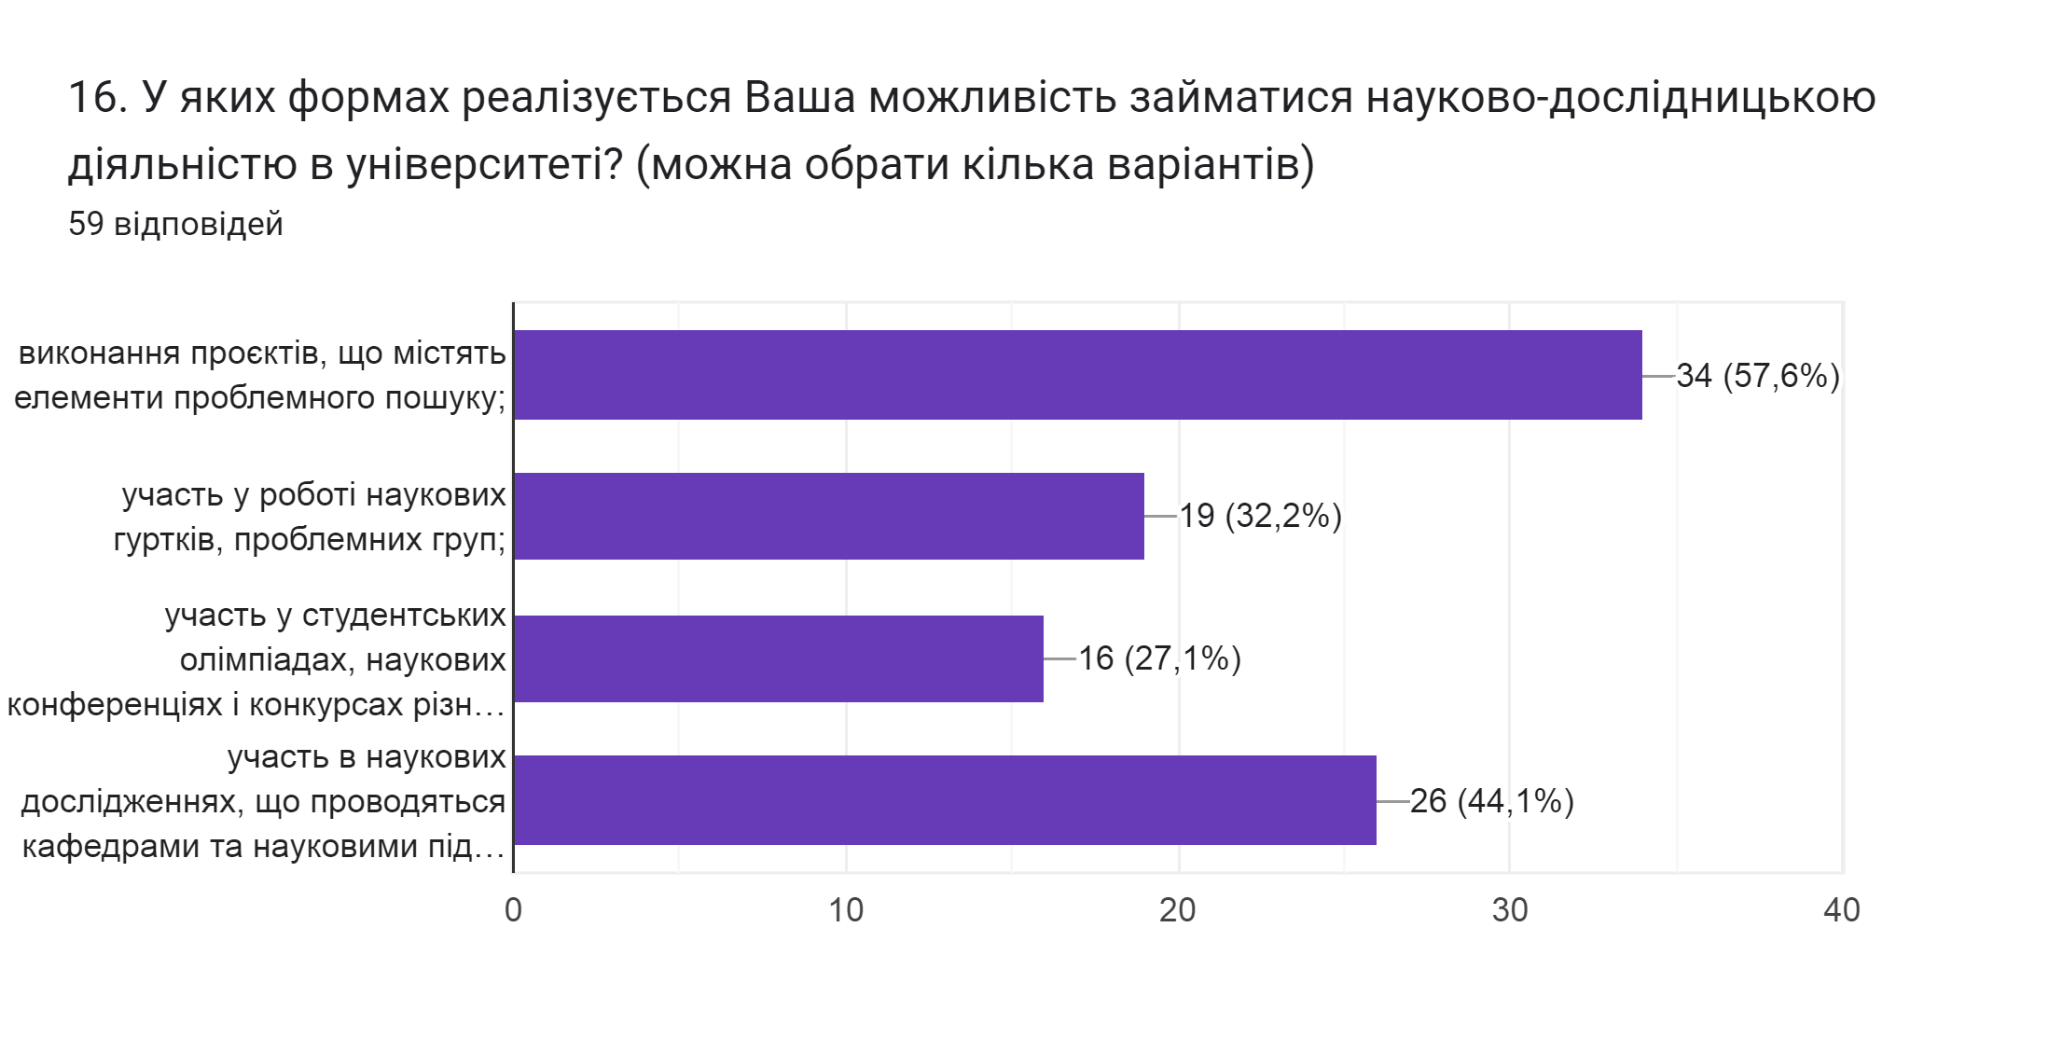 16. У яких формах реалізується Ваша можливість займатися науково-дослідницькою
діяльністю в університеті? (можна обрати кілька варіантів)
59 відповідей
виконання проєктів, що містять
елементи проблемного пошуку;
34 (57,6%)
участь у роботі наукових
гуртків, проблемних груп;
19 (32,2%)
участь у студентських
олімпіадах, наукових
конференціях і конкурсах різн…
16 (27,1%)
участь в наукових
дослідженнях, що проводяться
кафедрами та науковими під…
26 (44,1%)
0 10 20 30 40